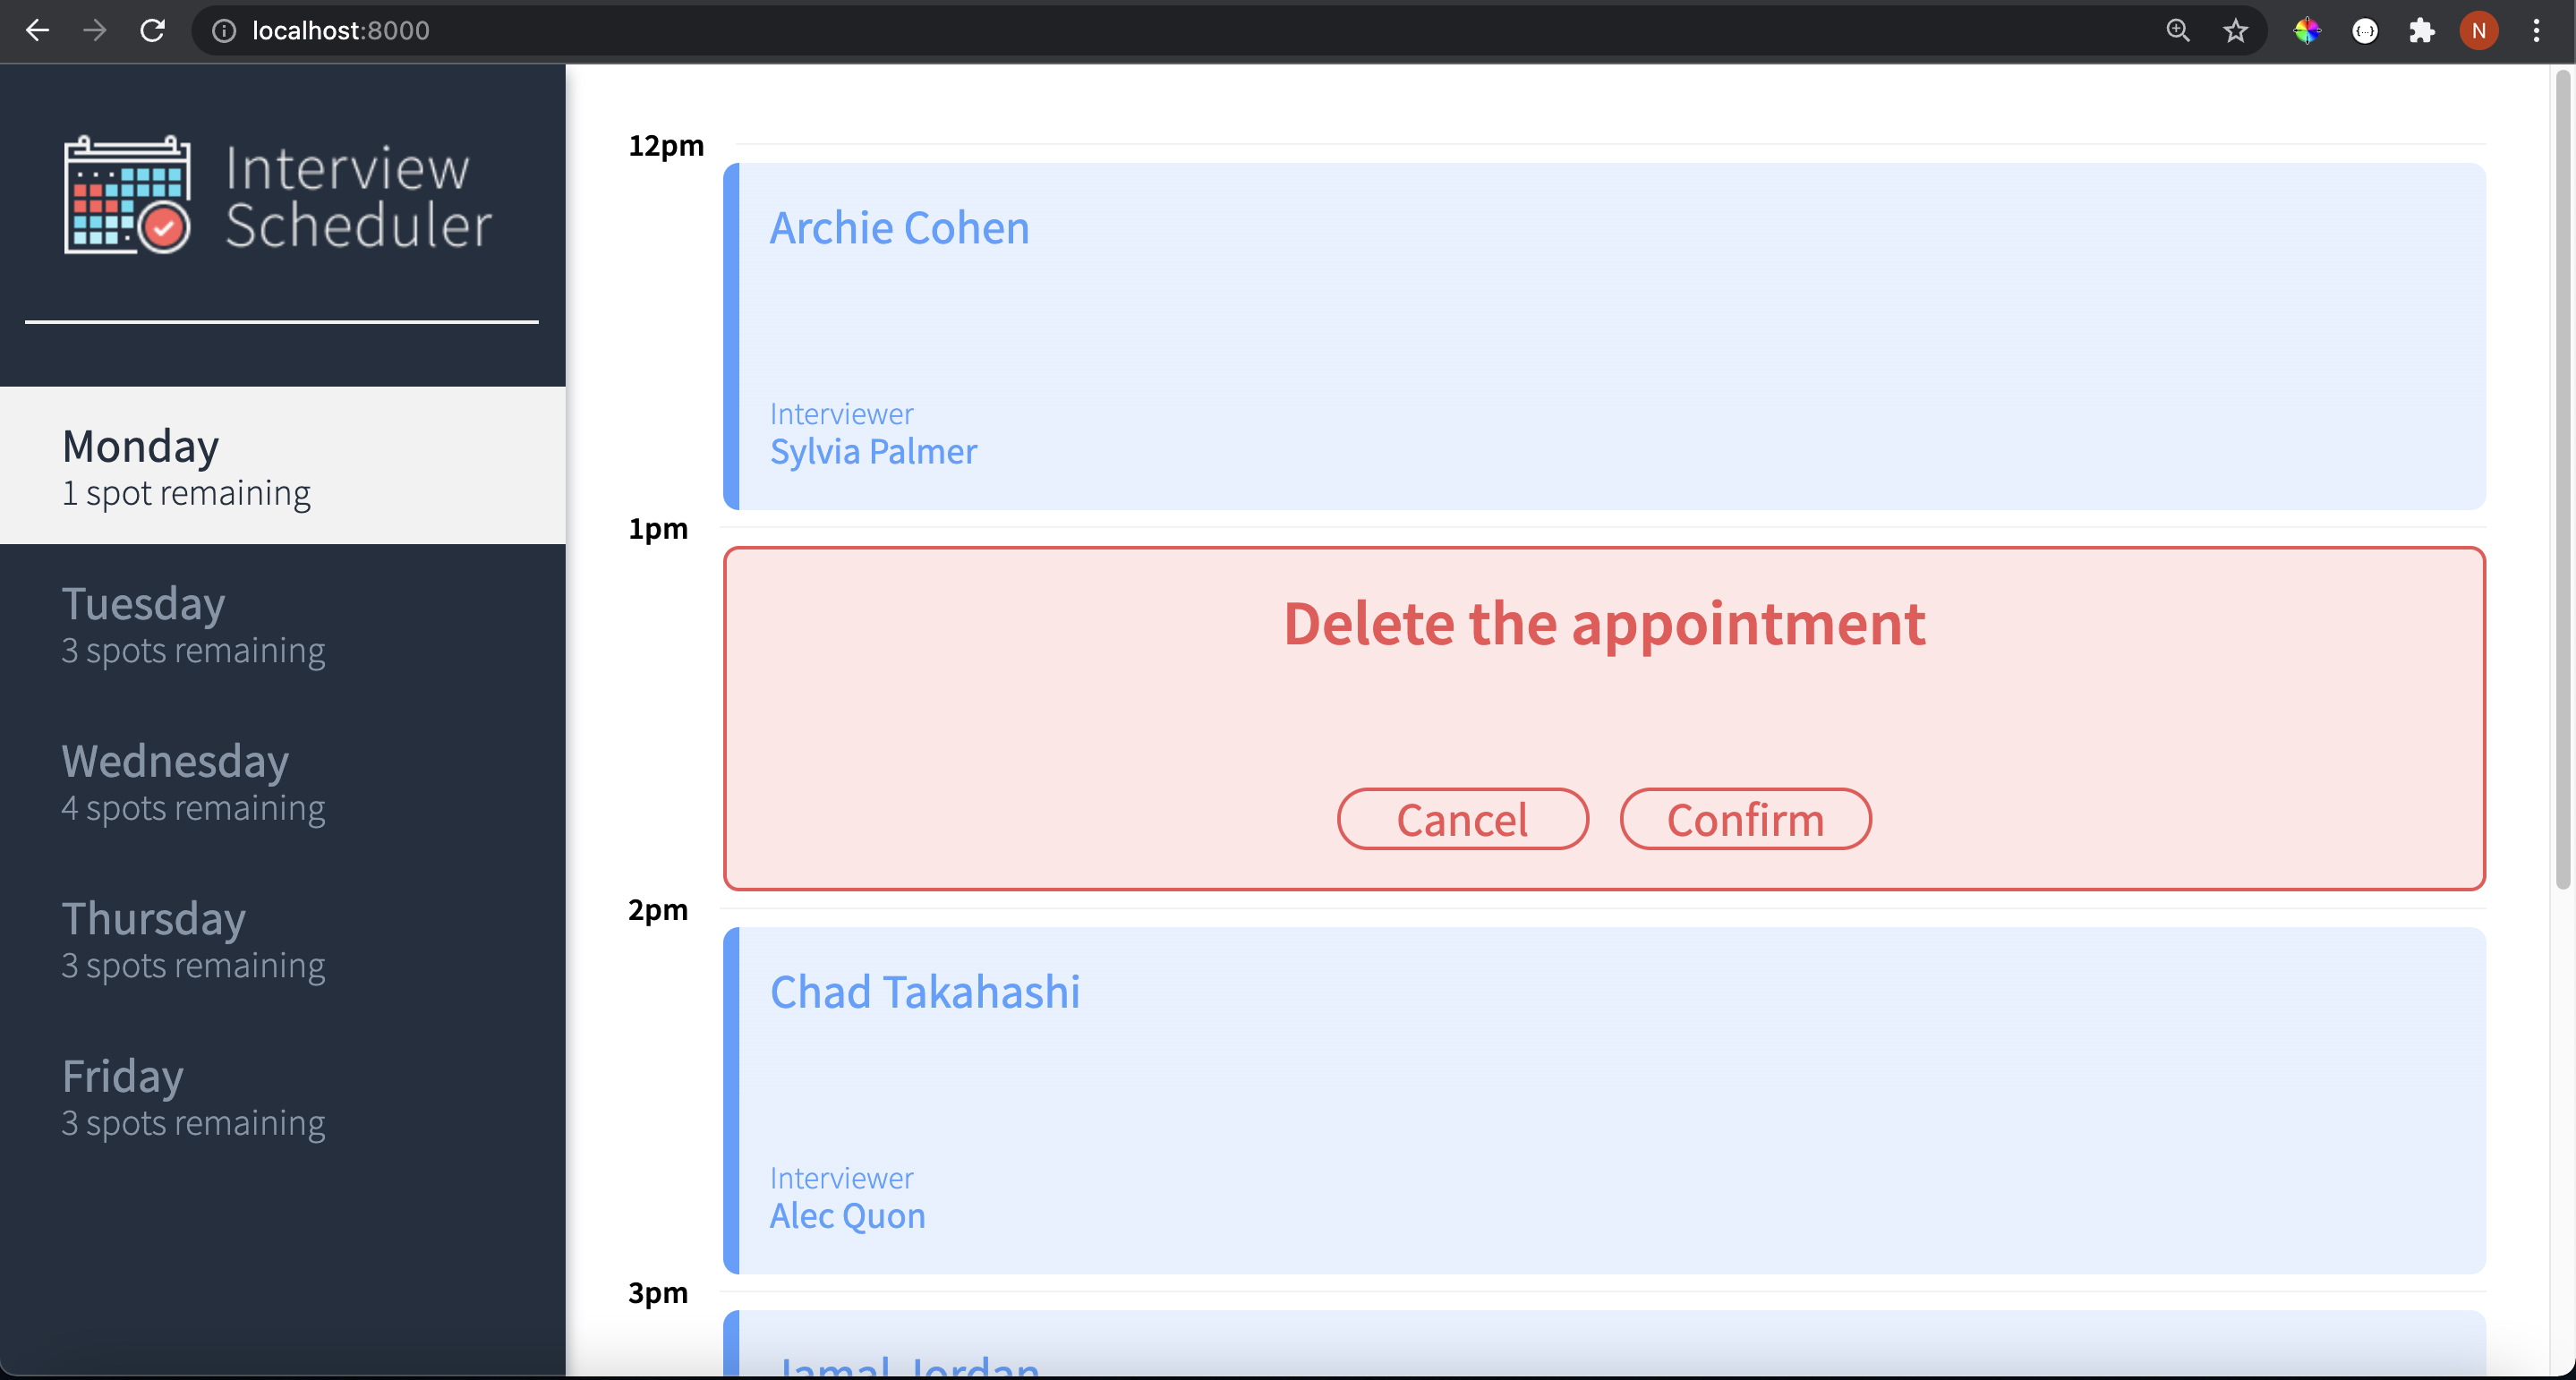 localhost:8000
N
Interview
Scheduler
Monday
1 spot remaining
Tuesday
3 spots remaining
Wednesday
4 spots remaining
Thursday
3 spots remaining
Friday
3 spots remaining
12pm
Archie Cohen
Interviewer
Sylvia Palmer
1pm
Delete the appointment
Cancel Confirm
2pm
Chad Takahashi
Interviewer
Alec Quon
3pm
Jamal Jordan